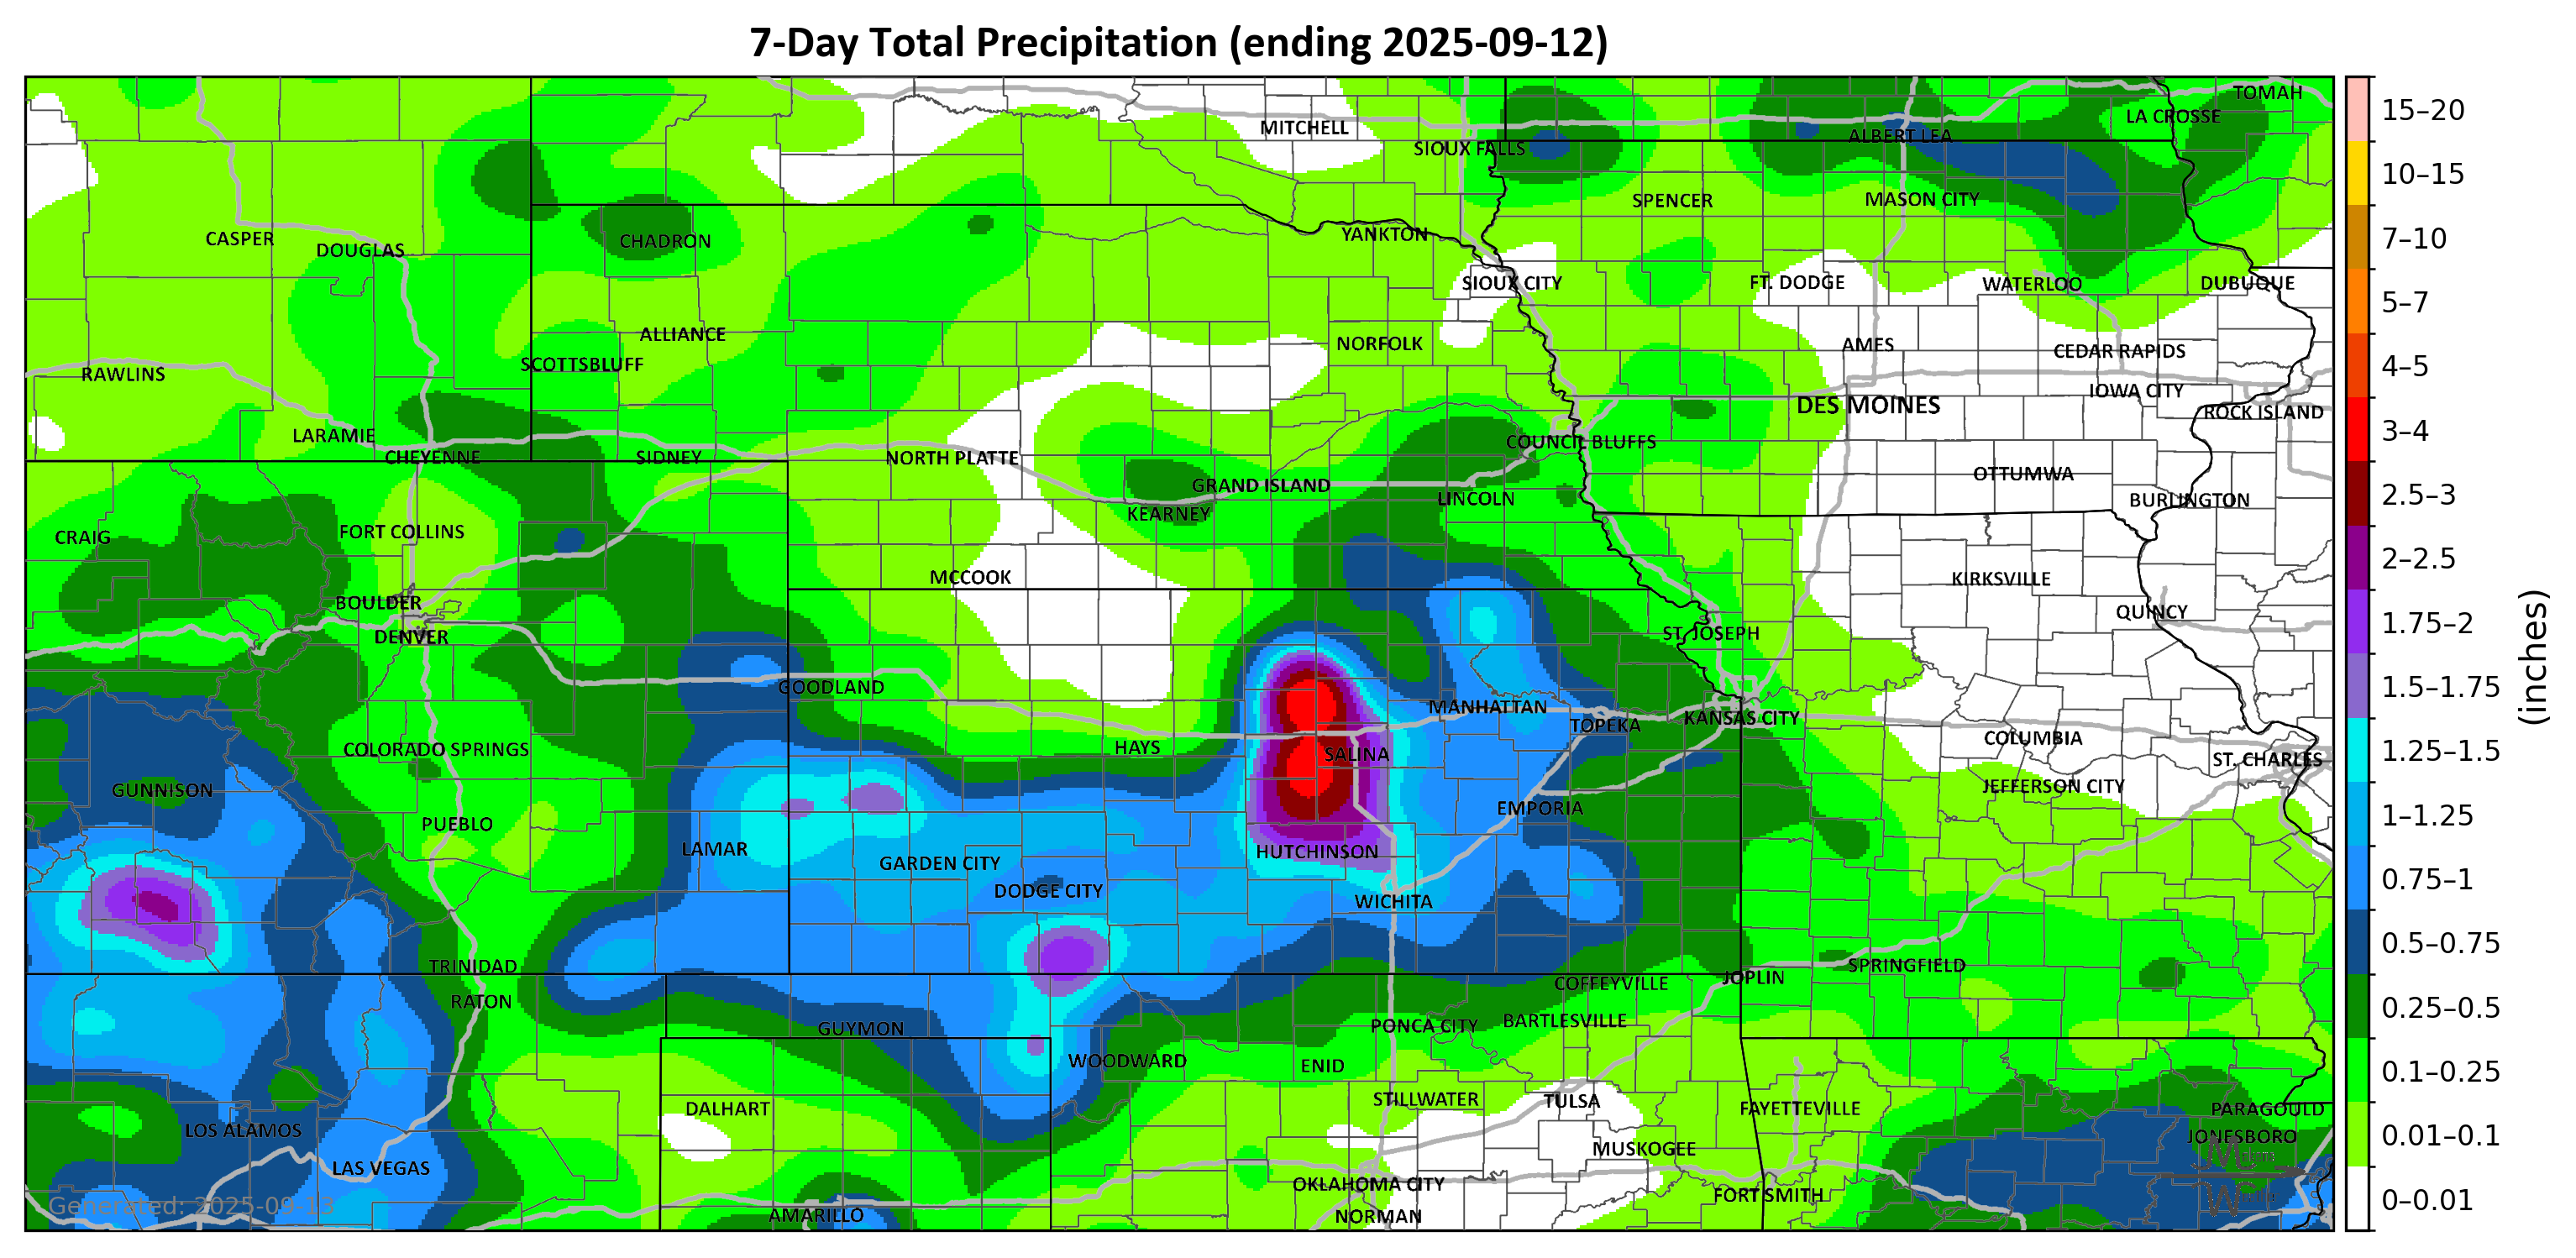 7-Day Total Precipitation (ending 2025-09-12)
TOMAH
LA CROSSE
MITCHELL
ALBERT LEA
SIOUX FALLS
SPENCER
MASON CITY
YANKTON
CASPER
CHADRON
DOUGLAS
SIOUX CITY
FT. DODGE
WATERLOO
DUBUQUE
ALLIANCE
NORFOLK
AMES
CEDAR RAPIDS
SCOTTSBLUFF
RAWLINS
IOWA CITY
DES MOINES
ROCK ISLAND
LARAMIE
COUNCIL BLUFFS
CHEYENNE
SIDNEY
NORTH PLATTE
OTTUMWA
GRAND ISLAND
LINCOLN
BURLINGTON
KEARNEY
FORT COLLINS
CRAIG
MCCOOK
KIRKSVILLE
BOULDER
QUINCY
DENVER
ST. JOSEPH
GOODLAND
MANHATTAN
TOPEKA
KANSAS CITY
COLUMBIA
COLORADO SPRINGS
HAYS
SALINA
ST. CHARLES
GUNNISON
JEFFERSON CITY
EMPORIA
PUEBLO
LAMAR
HUTCHINSON
GARDEN CITY
DODGE CITY
WICHITA
TRINIDAD
SPRINGFIELD
JOPLIN
COFFEYVILLE
RATON
BARTLESVILLE
GUYMON
PONCA CITY
WOODWARD
ENID
STILLWATER
TULSA
DALHART
FAYETTEVILLE
PARAGOULD
LOS ALAMOS
JONESBORO
MUSKOGEE
LAS VEGAS
OKLAHOMA CITY
FORT SMITH
AMARILLO
NORMAN
Generated: 2025-09-13
15–20
10–15
7–10
5–7
4–5
3–4
2.5–3
2–2.5
1.75–2
1.5–1.75
1.25–1.5
1–1.25
0.75–1
0.5–0.75
0.25–0.5
0.1–0.25
0.01–0.1
0–0.01
(inches)